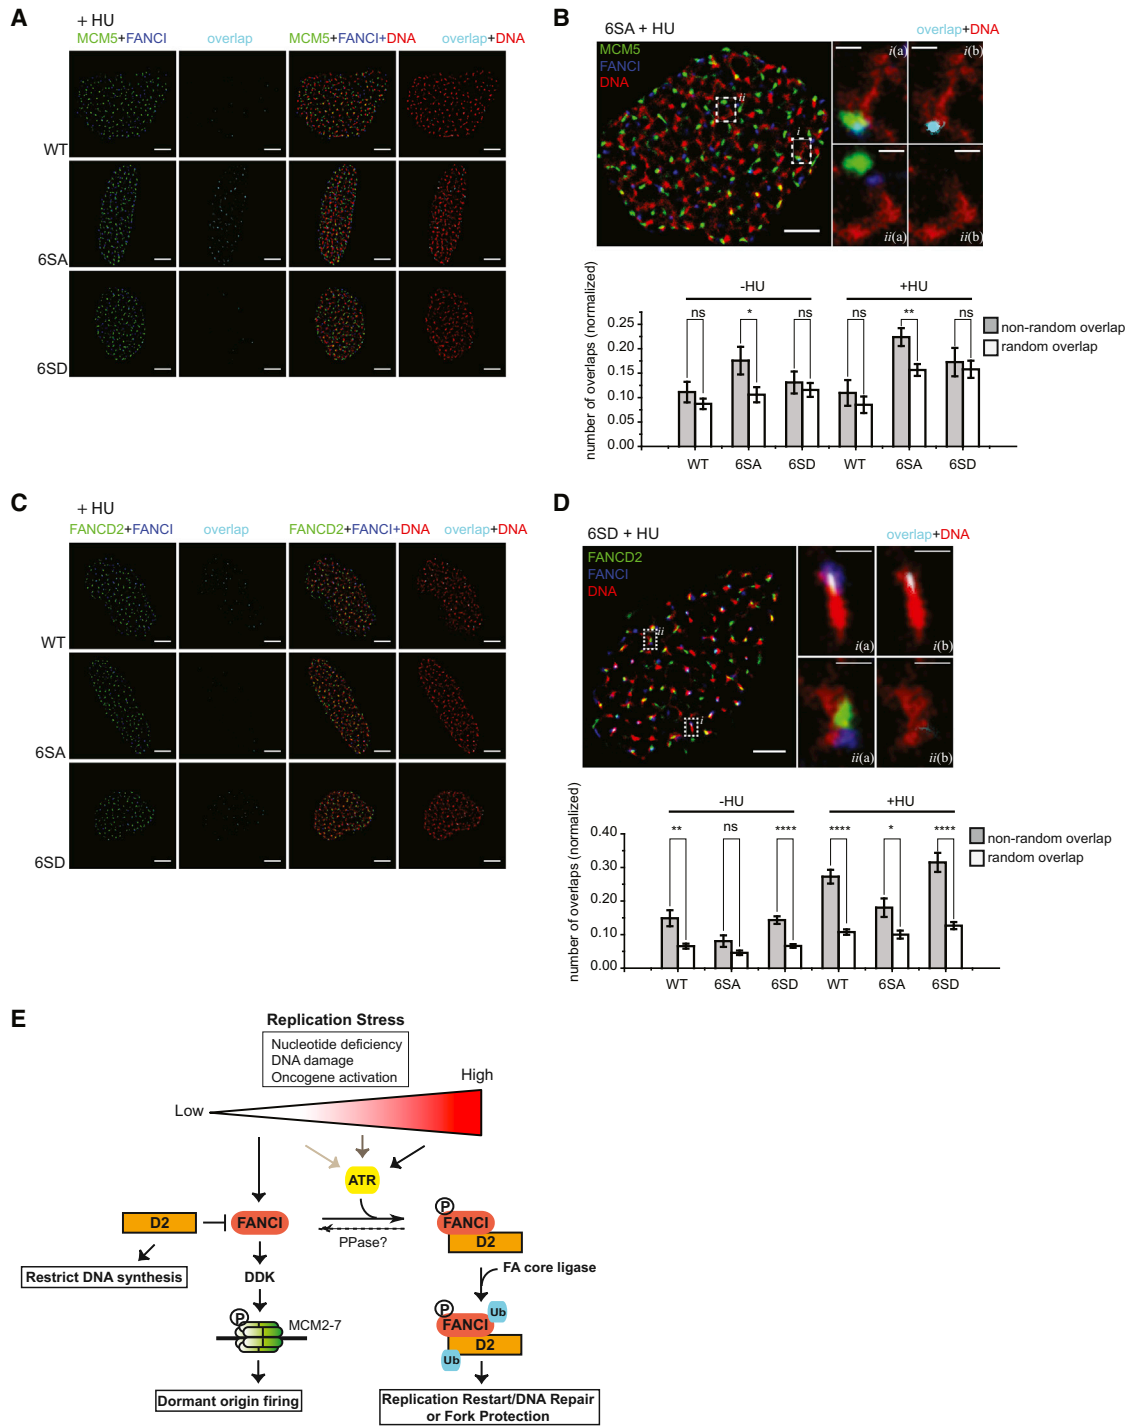 A
+ HU
MCM5+FANCI
overlap
MCM5+FANCI+DNA
overlap+DNA
WT
6SA
6SD
B
6SA + HU
overlap+DNA
MCM5
FANCI
DNA
ii
i
i(a)
i(b)
ii(a)
ii(b)
-HU
+HU
ns
*
ns
ns
**
ns
non-random overlap
random overlap
number of overlaps (normalized)
0.25
0.20
0.15
0.10
0.05
0.00
WT
6SA
6SD
WT
6SA
6SD
C
+ HU
FANCD2+FANCI
overlap
FANCD2+FANCI+DNA
overlap+DNA
WT
6SA
6SD
D
6SD + HU
overlap+DNA
FANCD2
FANCI
DNA
ii
i
i(a)
i(b)
ii(a)
ii(b)
-HU
+HU
**
ns
****
****
*
****
non-random overlap
random overlap
number of overlaps (normalized)
0.40
0.30
0.20
0.10
0.00
WT
6SA
6SD
WT
6SA
6SD
E
Replication Stress
Nucleotide deficiency
DNA damage
Oncogene activation
High
Low
ATR
D2
FANCI
PPase?
P
FANCI
D2
Restrict DNA synthesis
DDK
FA core ligase
P
MCM2-7
P
Ub
FANCI
D2
Ub
Dormant origin firing
Replication Restart/DNA Repair
or Fork Protection